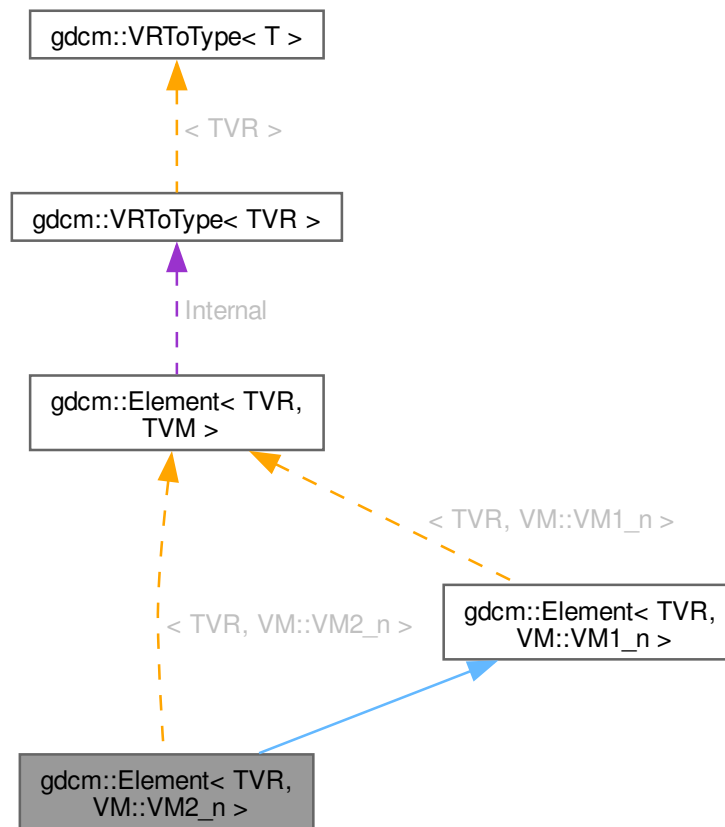 gdcm::VRToType< T >
< TVR >
gdcm::VRToType< TVR >
Internal
gdcm::Element< TVR,
TVM >
< TVR, VM::VM1_n >
< TVR, VM::VM2_n >
gdcm::Element< TVR,
VM::VM1_n >
gdcm::Element< TVR,
VM::VM2_n >